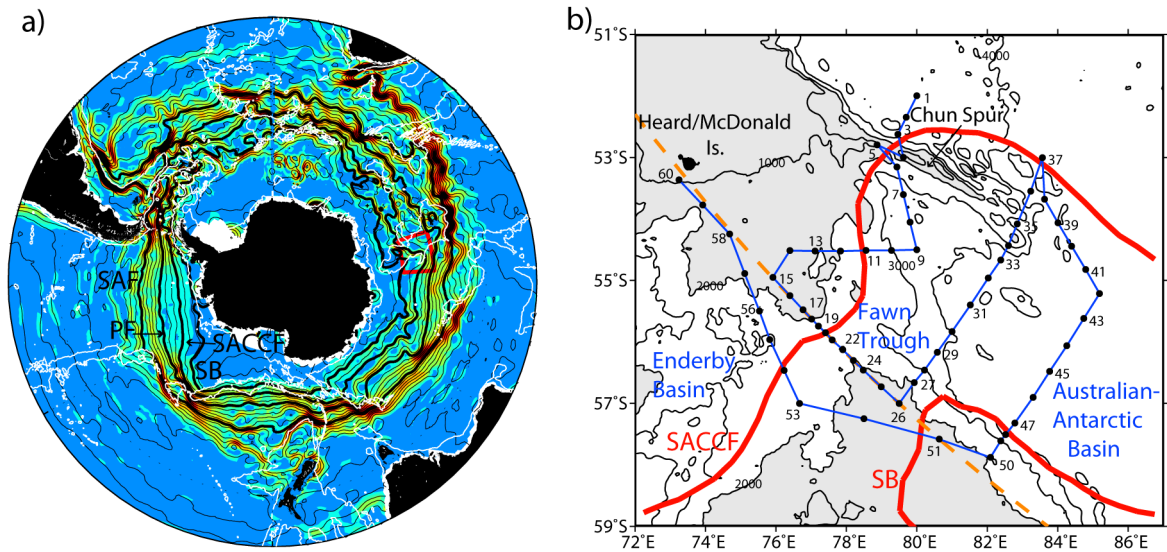 a)
SAF
PF
SACCF
SB
b)
51°S
53°S
55°S
57°S
59°S
72°E
74°E
76°E
78°E
80°E
82°E
84°E
86°E
4000
1
3
Chun Spur
Heard/McDonald
Is.
1000
5
60
37
7
58
35
39
13
11
3000
9
33
41
15
2000
17
56
19
Fawn
Trough
31
43
22
24
29
Enderby
Basin
27
45
53
26
Australian-
Antarctic
Basin
47
51
50
SACCF
SB
2000